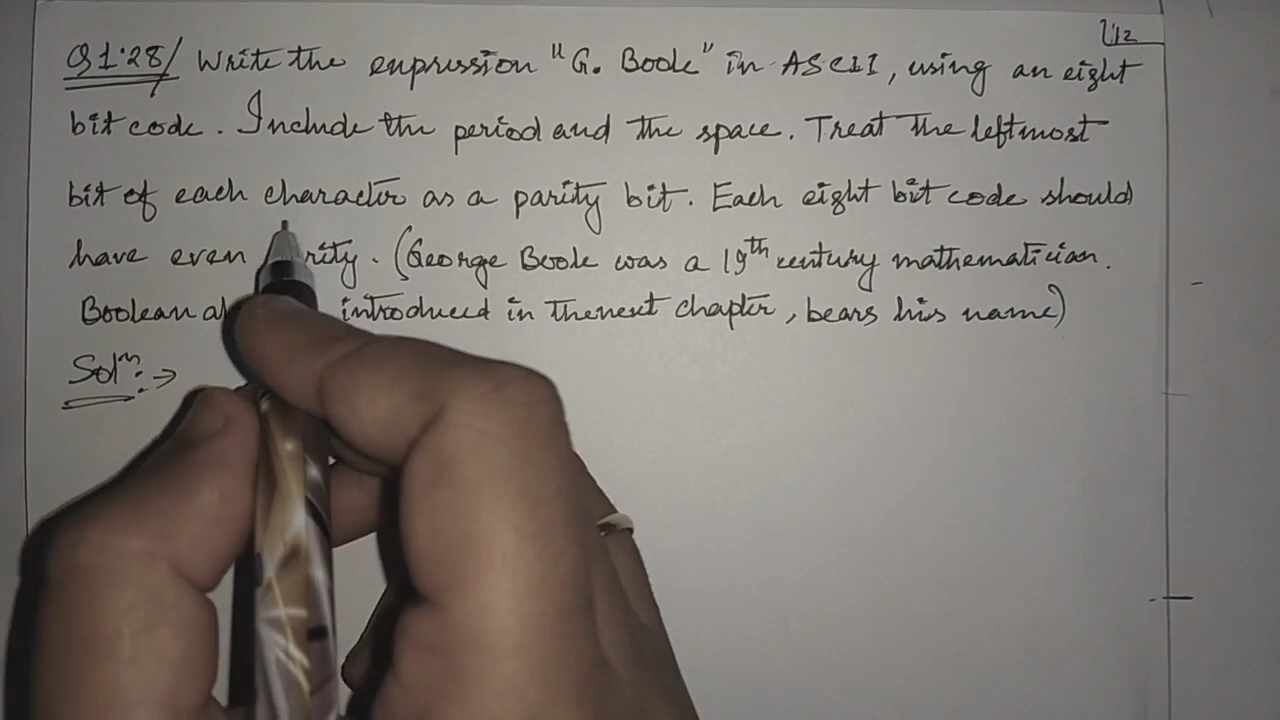 U12
Q1.28/ Write the expression "G. Boole" in ASCII, using an eight
bit code. Include the period and the space. Treat the leftmost
bit of each character as a parity bit. Each eight bit code should
have even rity. (George Boole was a 19th century mathematician.
Boolean al introduced in the next chapter, bears his name)
Soln: →